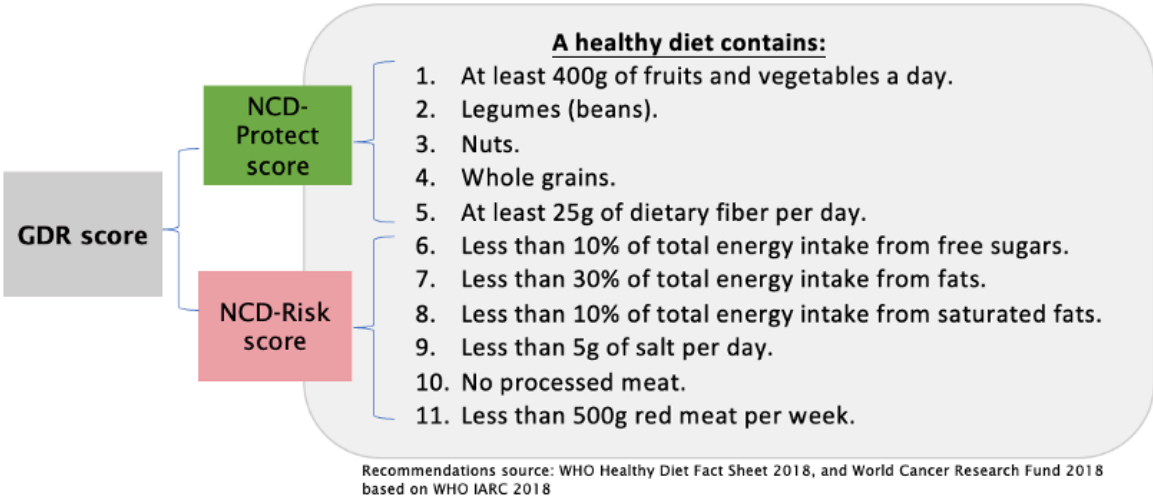 A healthy diet contains:
1. At least 400g of fruits and vegetables a day.
2. Legumes (beans).
3. Nuts.
4. Whole grains.
5. At least 25g of dietary fiber per day.
6. Less than 10% of total energy intake from free sugars.
7. Less than 30% of total energy intake from fats.
8. Less than 10% of total energy intake from saturated fats.
9. Less than 5g of salt per day.
10. No processed meat.
11. Less than 500g red meat per week.
NCD-
Protect
score
GDR score
NCD-Risk
score
Recommendations source: WHO Healthy Diet Fact Sheet 2018, and World Cancer Research Fund 2018
based on WHO IARC 2018